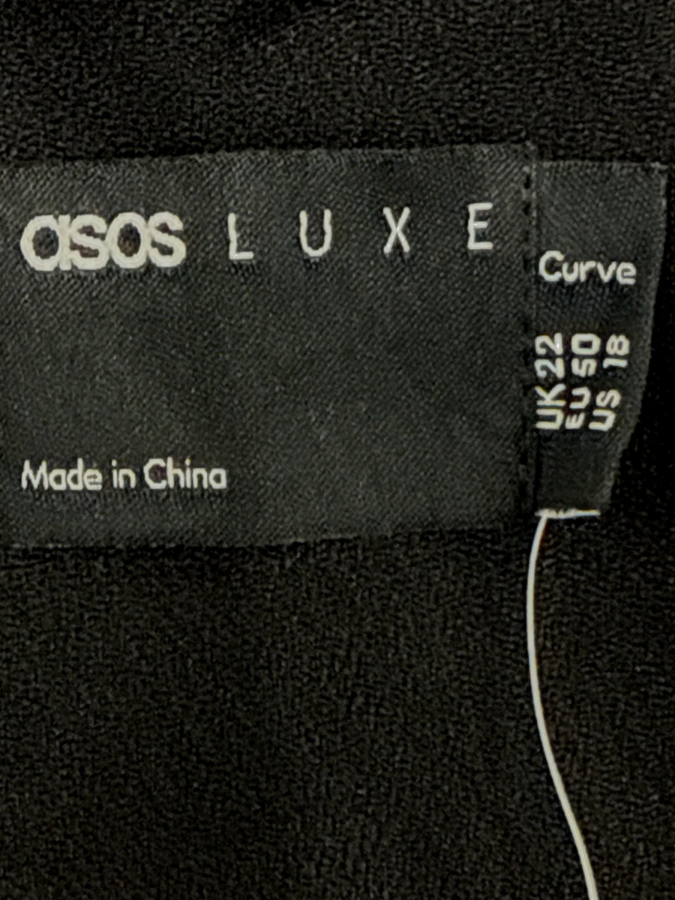 asos LUXE
Made in China
Curve
UK 22
EU 50
US 18